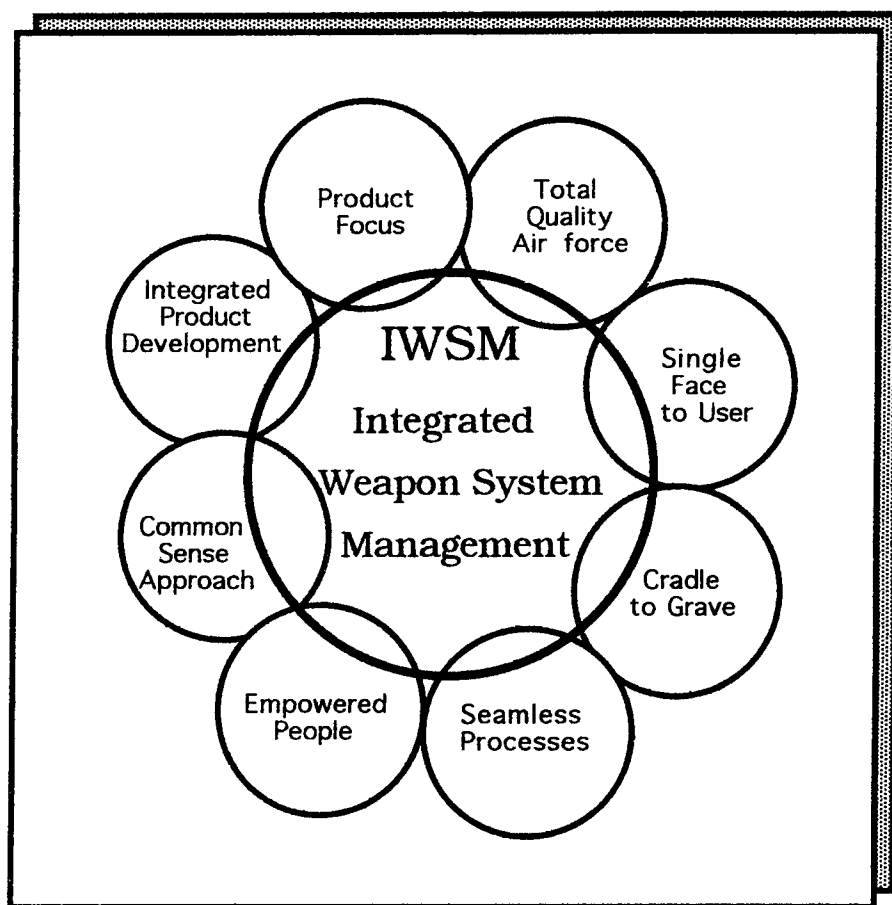 Product
Focus
Total
Quality
Air force
Integrated
Product
Development
IWSM
Integrated
Weapon System
Management
Single
Face
to User
Common
Sense
Approach
Cradle
to Grave
Empowered
People
Seamless
Processes